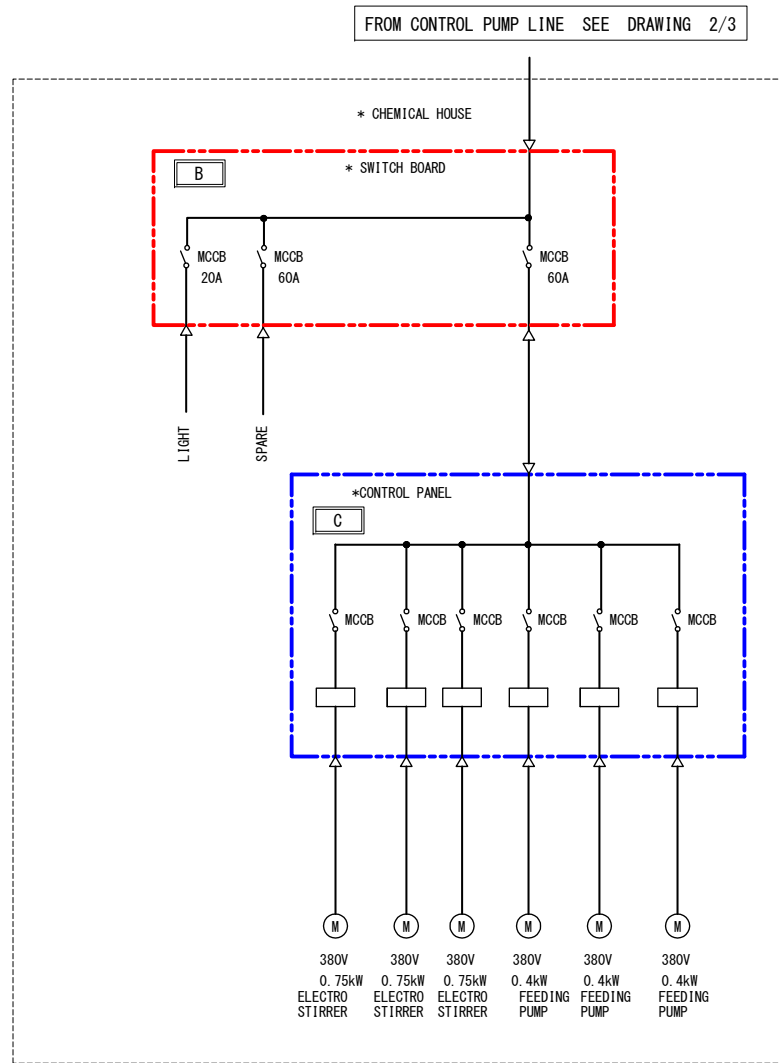 FROM CONTROL PUMP LINE SEE DRAWING 2/3
* CHEMICAL HOUSE
B
* SWITCH BOARD
MCCB
20A
MCCB
60A
MCCB
60A
LIGHT
SPARE
*CONTROL PANEL
C
MCCB
MCCB
MCCB
MCCB
MCCB
MCCB
M
M
M
M
M
M
380V
0.75kW
ELECTRO
STIRRER
380V
0.75kW
ELECTRO
STIRRER
380V
0.75kW
ELECTRO
STIRRER
380V
0.4kW
FEEDING
PUMP
380V
0.4kW
FEEDING
PUMP
380V
0.4kW
FEEDING
PUMP